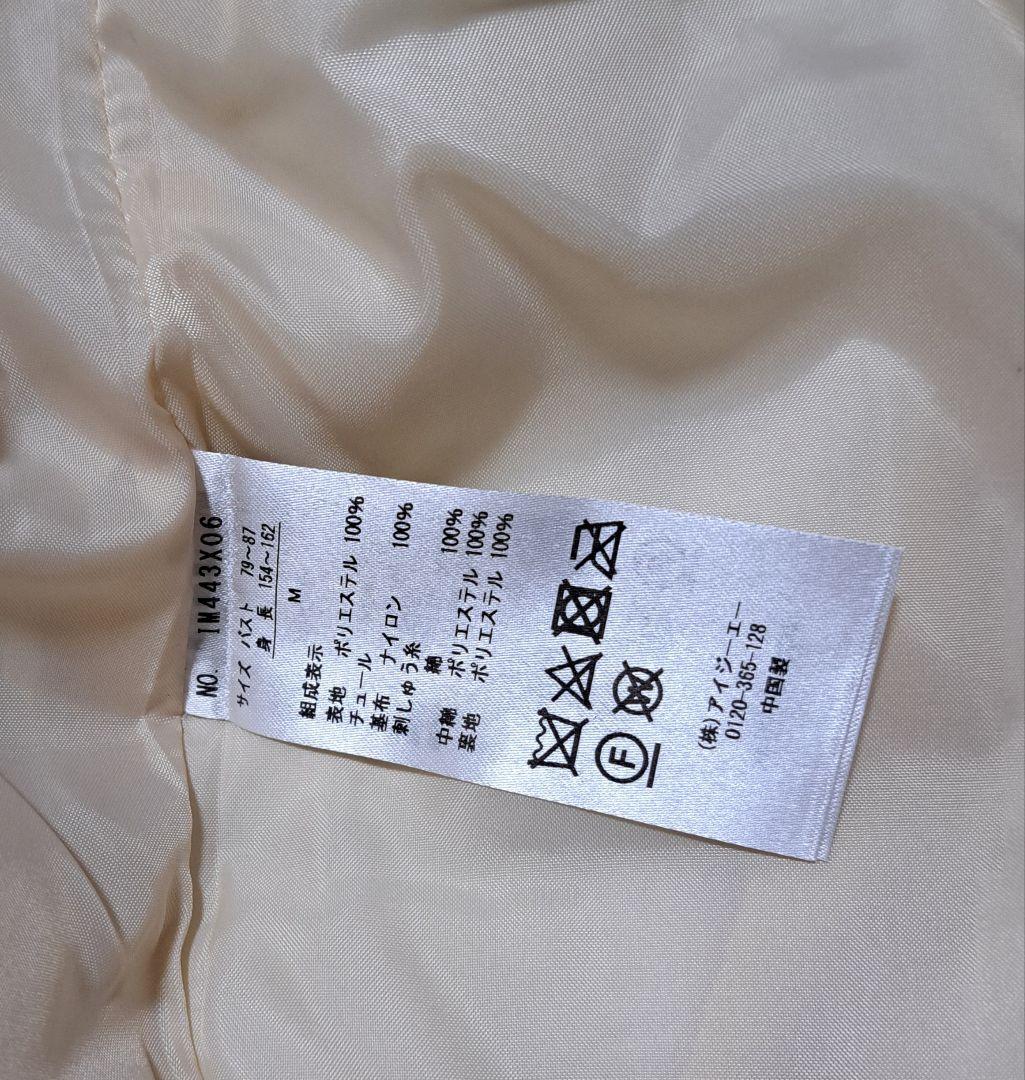 NO. IM443X06
サイズ バスト 79～87
身 長 154～162
M
組成表示
表地 ポリエステル 100%
チュール
基布 ナイロン 100%
刺しゅう糸
綿 100%
中綿 ポリエステル 100%
裏地 ポリエステル 100%
F W
(株)アイジーエー
0120-365-128
中国製